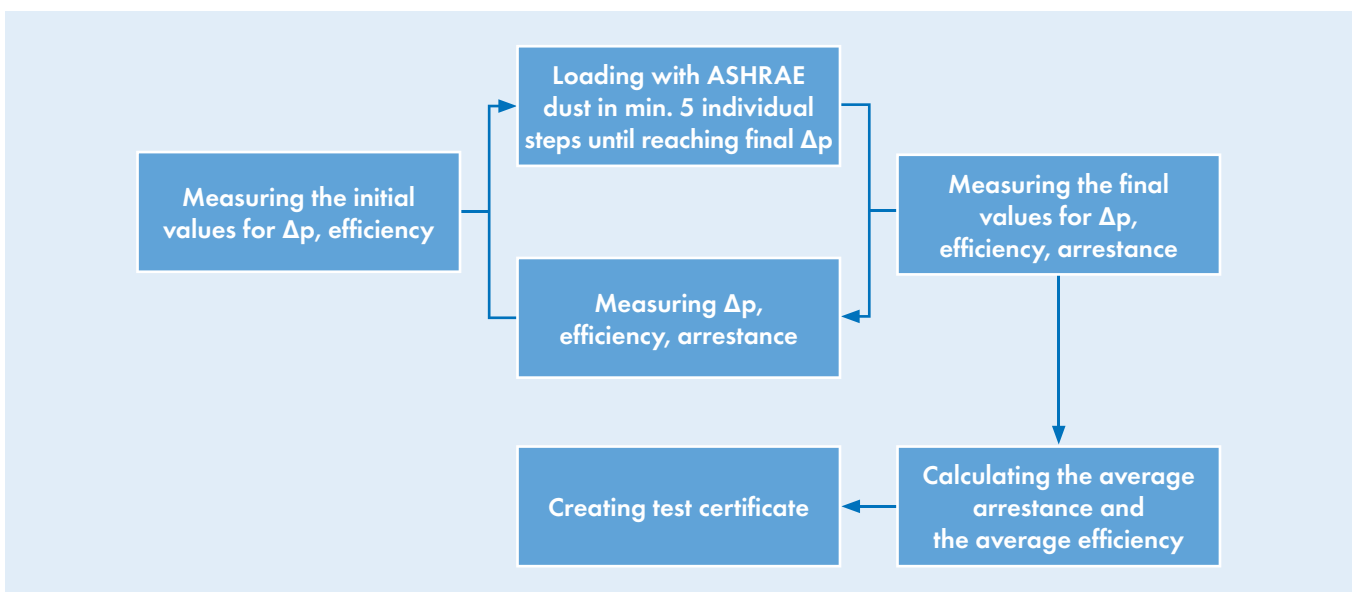 Loading with ASHRAE
dust in min. 5 individual
steps until reaching final Δp
Measuring the initial
values for Δp, efficiency
Measuring the final
values for Δp,
efficiency, arrestance
Measuring Δp,
efficiency, arrestance
Creating test certificate
Calculating the average
arrestance and
the average efficiency